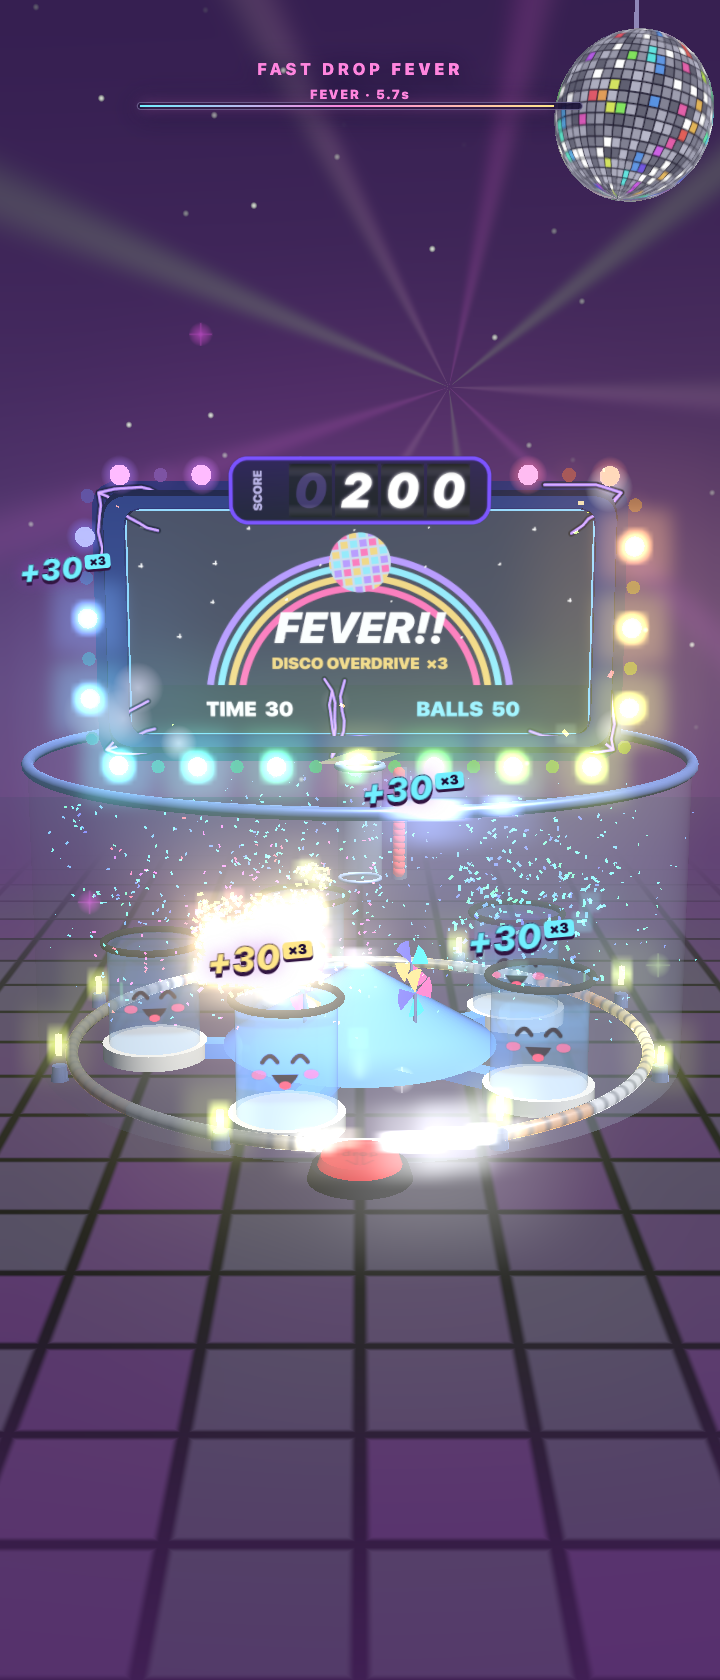 FAST DROP FEVER
FEVER · 5.7s
SCORE 0200
+30 ×3
FEVER!!
DISCO OVERDRIVE ×3
TIME 30
BALLS 50
+30 ×3
+30 ×3
+30 ×3